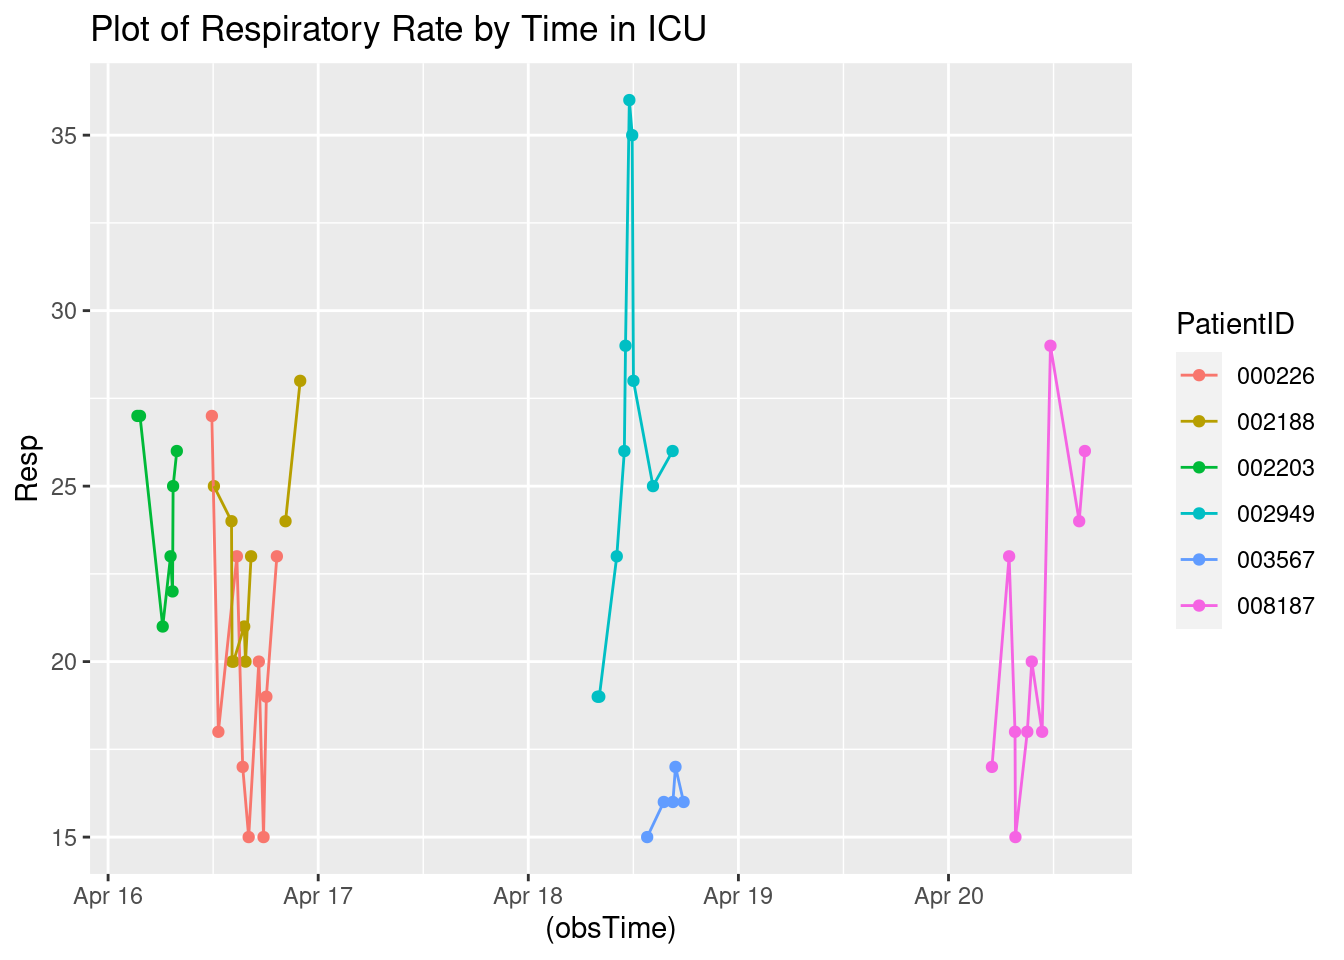 Plot of Respiratory Rate by Time in ICU
35
30
25
20
15
Resp
Apr 16
Apr 17
Apr 18
Apr 19
Apr 20
(obsTime)
PatientID
000226
002188
002203
002949
003567
008187